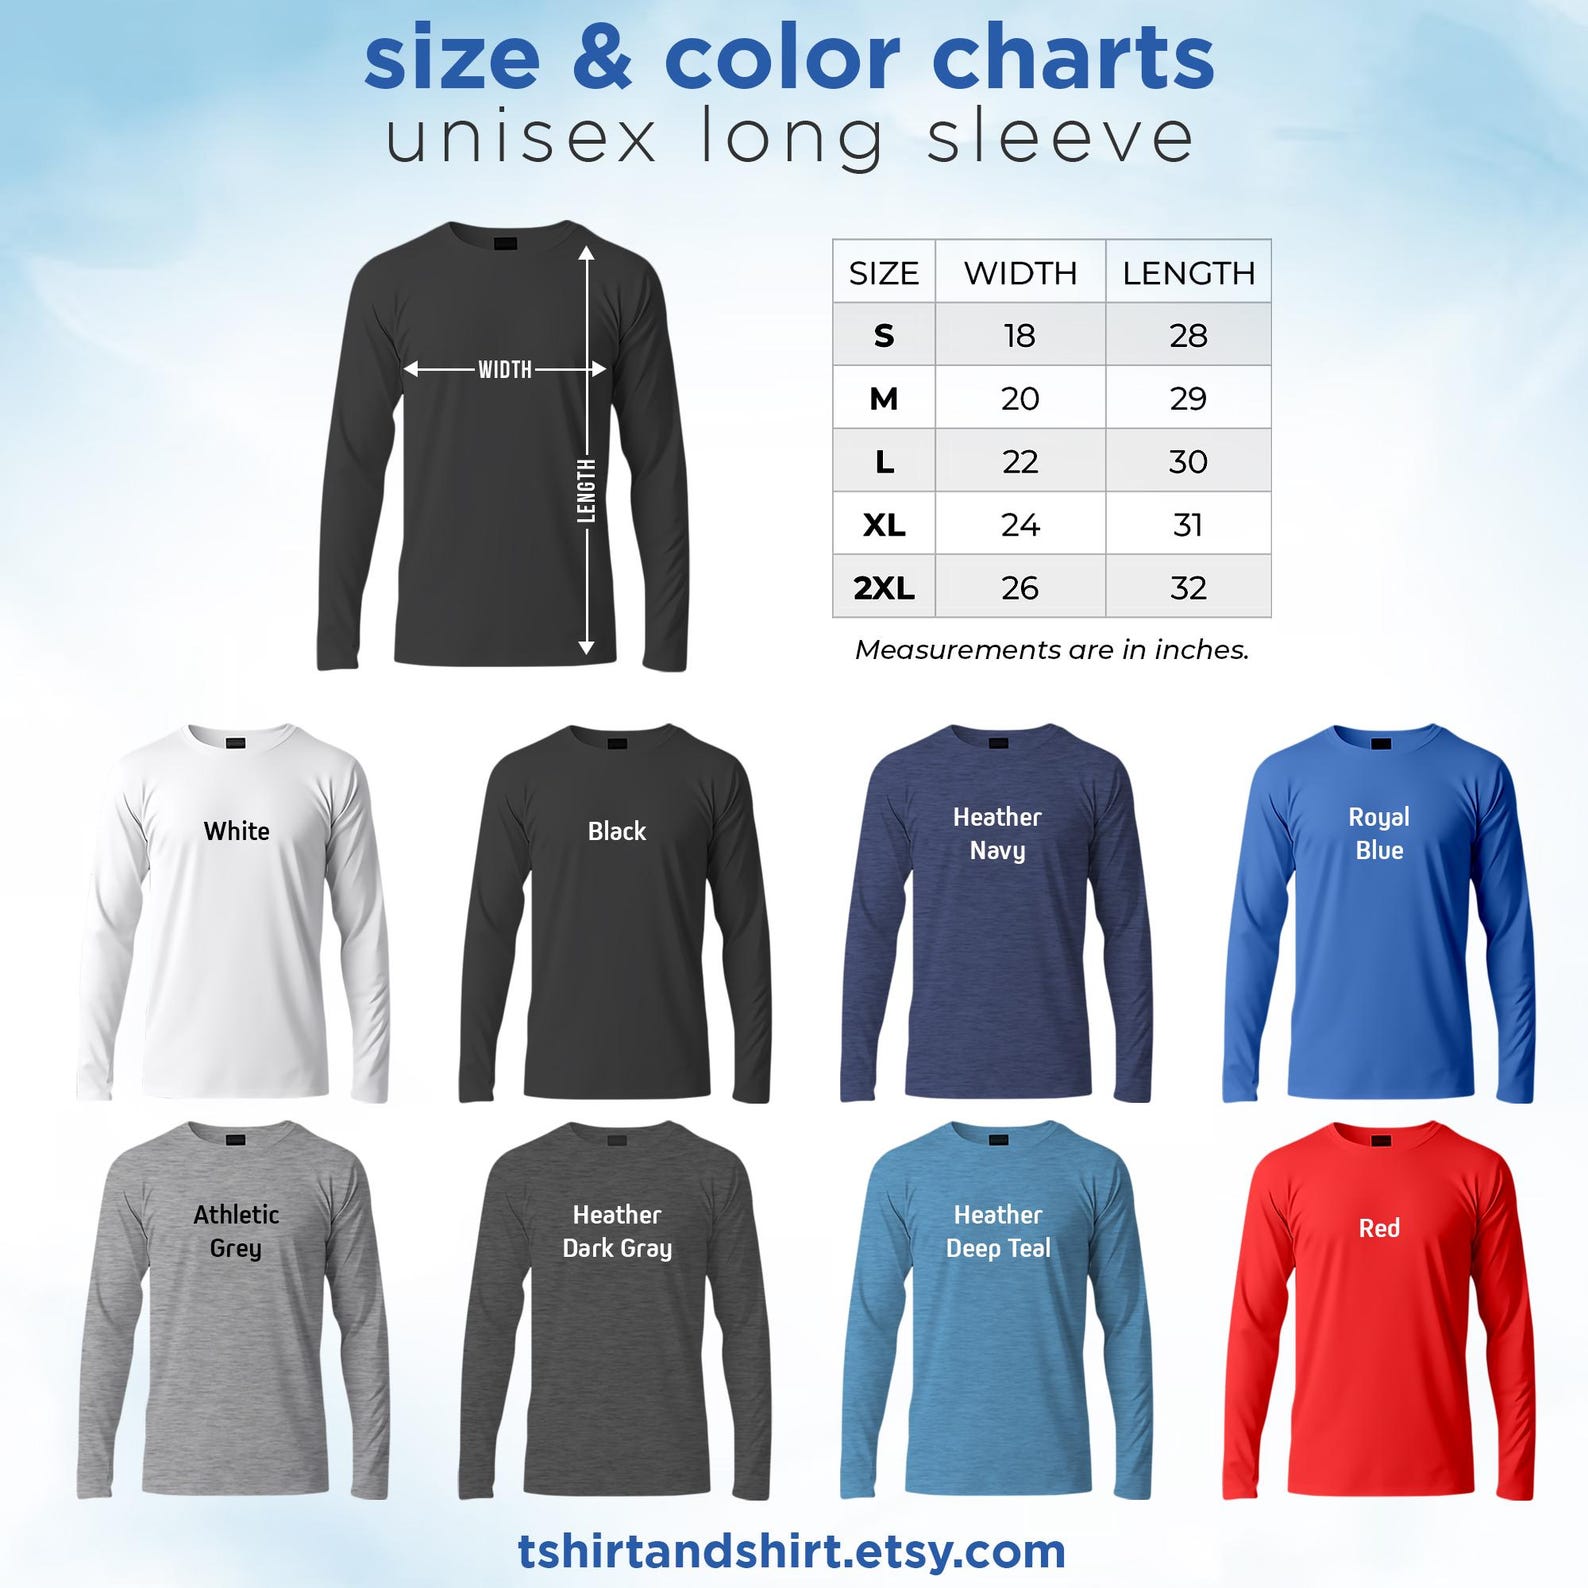 size & color charts
unisex long sleeve
WIDTH
LENGTH
SIZE WIDTH LENGTH
S 18 28
M 20 29
L 22 30
XL 24 31
2XL 26 32
Measurements are in inches.
White
Black
Heather
Navy
Royal
Blue
Athletic
Grey
Heather
Dark Gray
Heather
Deep Teal
Red
tshirtandshirt.etsy.com